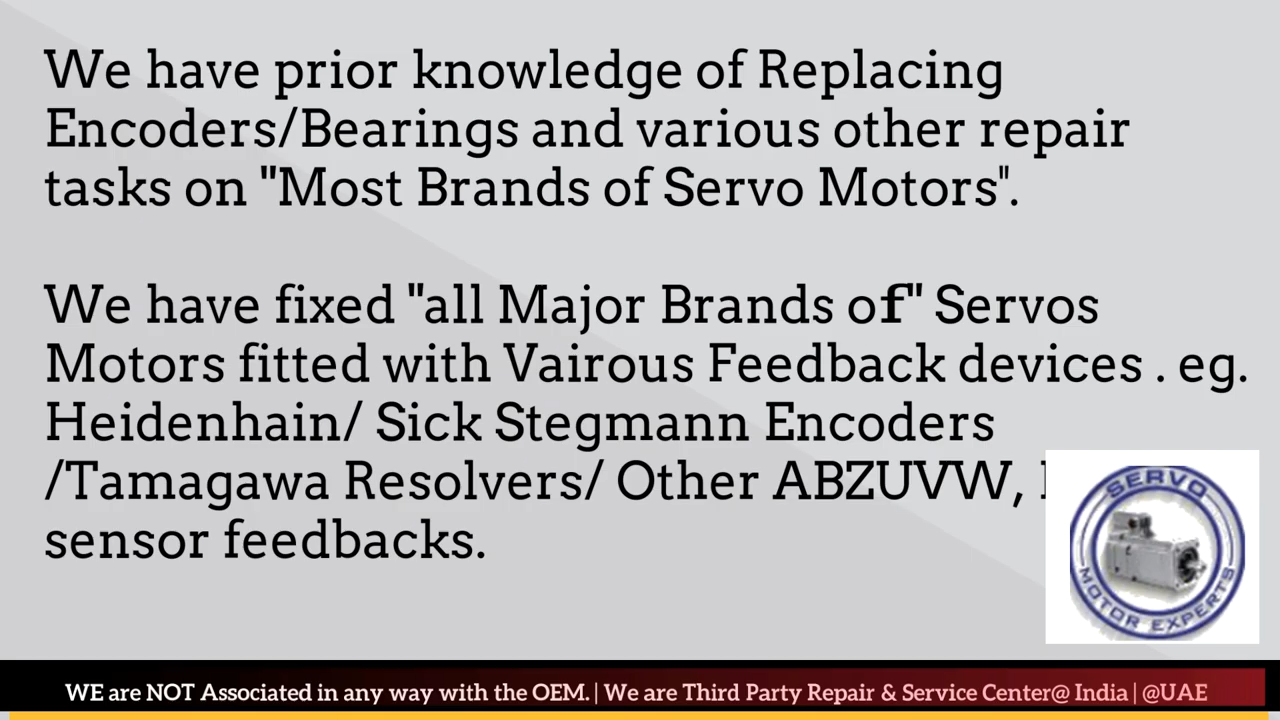 We have prior knowledge of Replacing
Encoders/Bearings and various other repair
tasks on "Most Brands of Servo Motors".
We have fixed "all Major Brands of" Servos
Motors fitted with Vairous Feedback devices . eg.
Heidenhain/ Sick Stegmann Encoders
/Tamagawa Resolvers/ Other ABZUVW,
sensor feedbacks.
SERVO
MOTOR EXPERTS
WE are NOT Associated in any way with the OEM. | We are Third Party Repair & Service Center@ India | @UAE